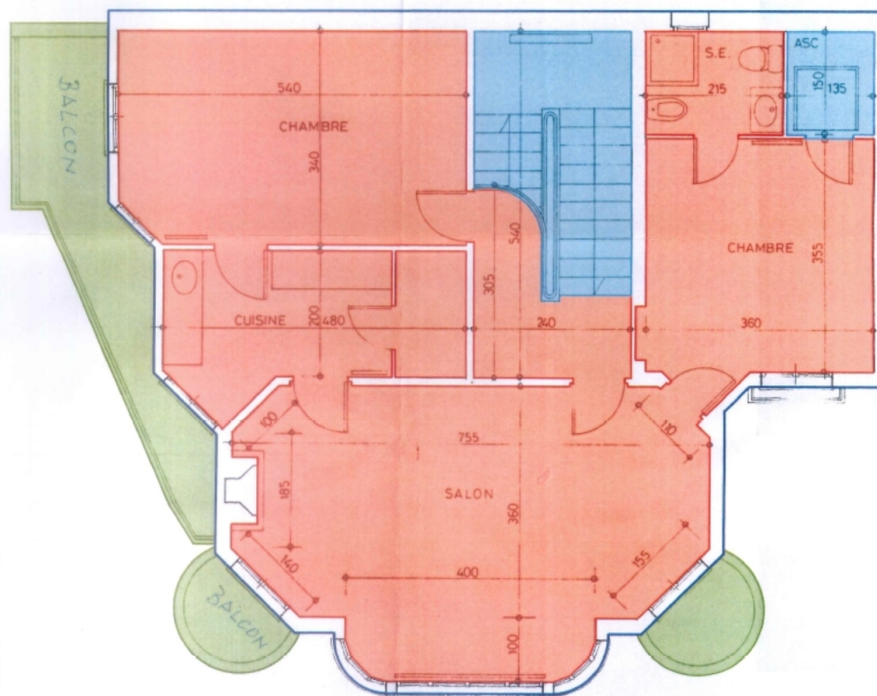 BALCON
540
CHAMBRE
340
S.E.
215
ASC
150
135
540
305
CHAMBRE
355
360
CUISINE
200
480
240
100
755
110
185
SALON
360
140
400
155
100
BALCON